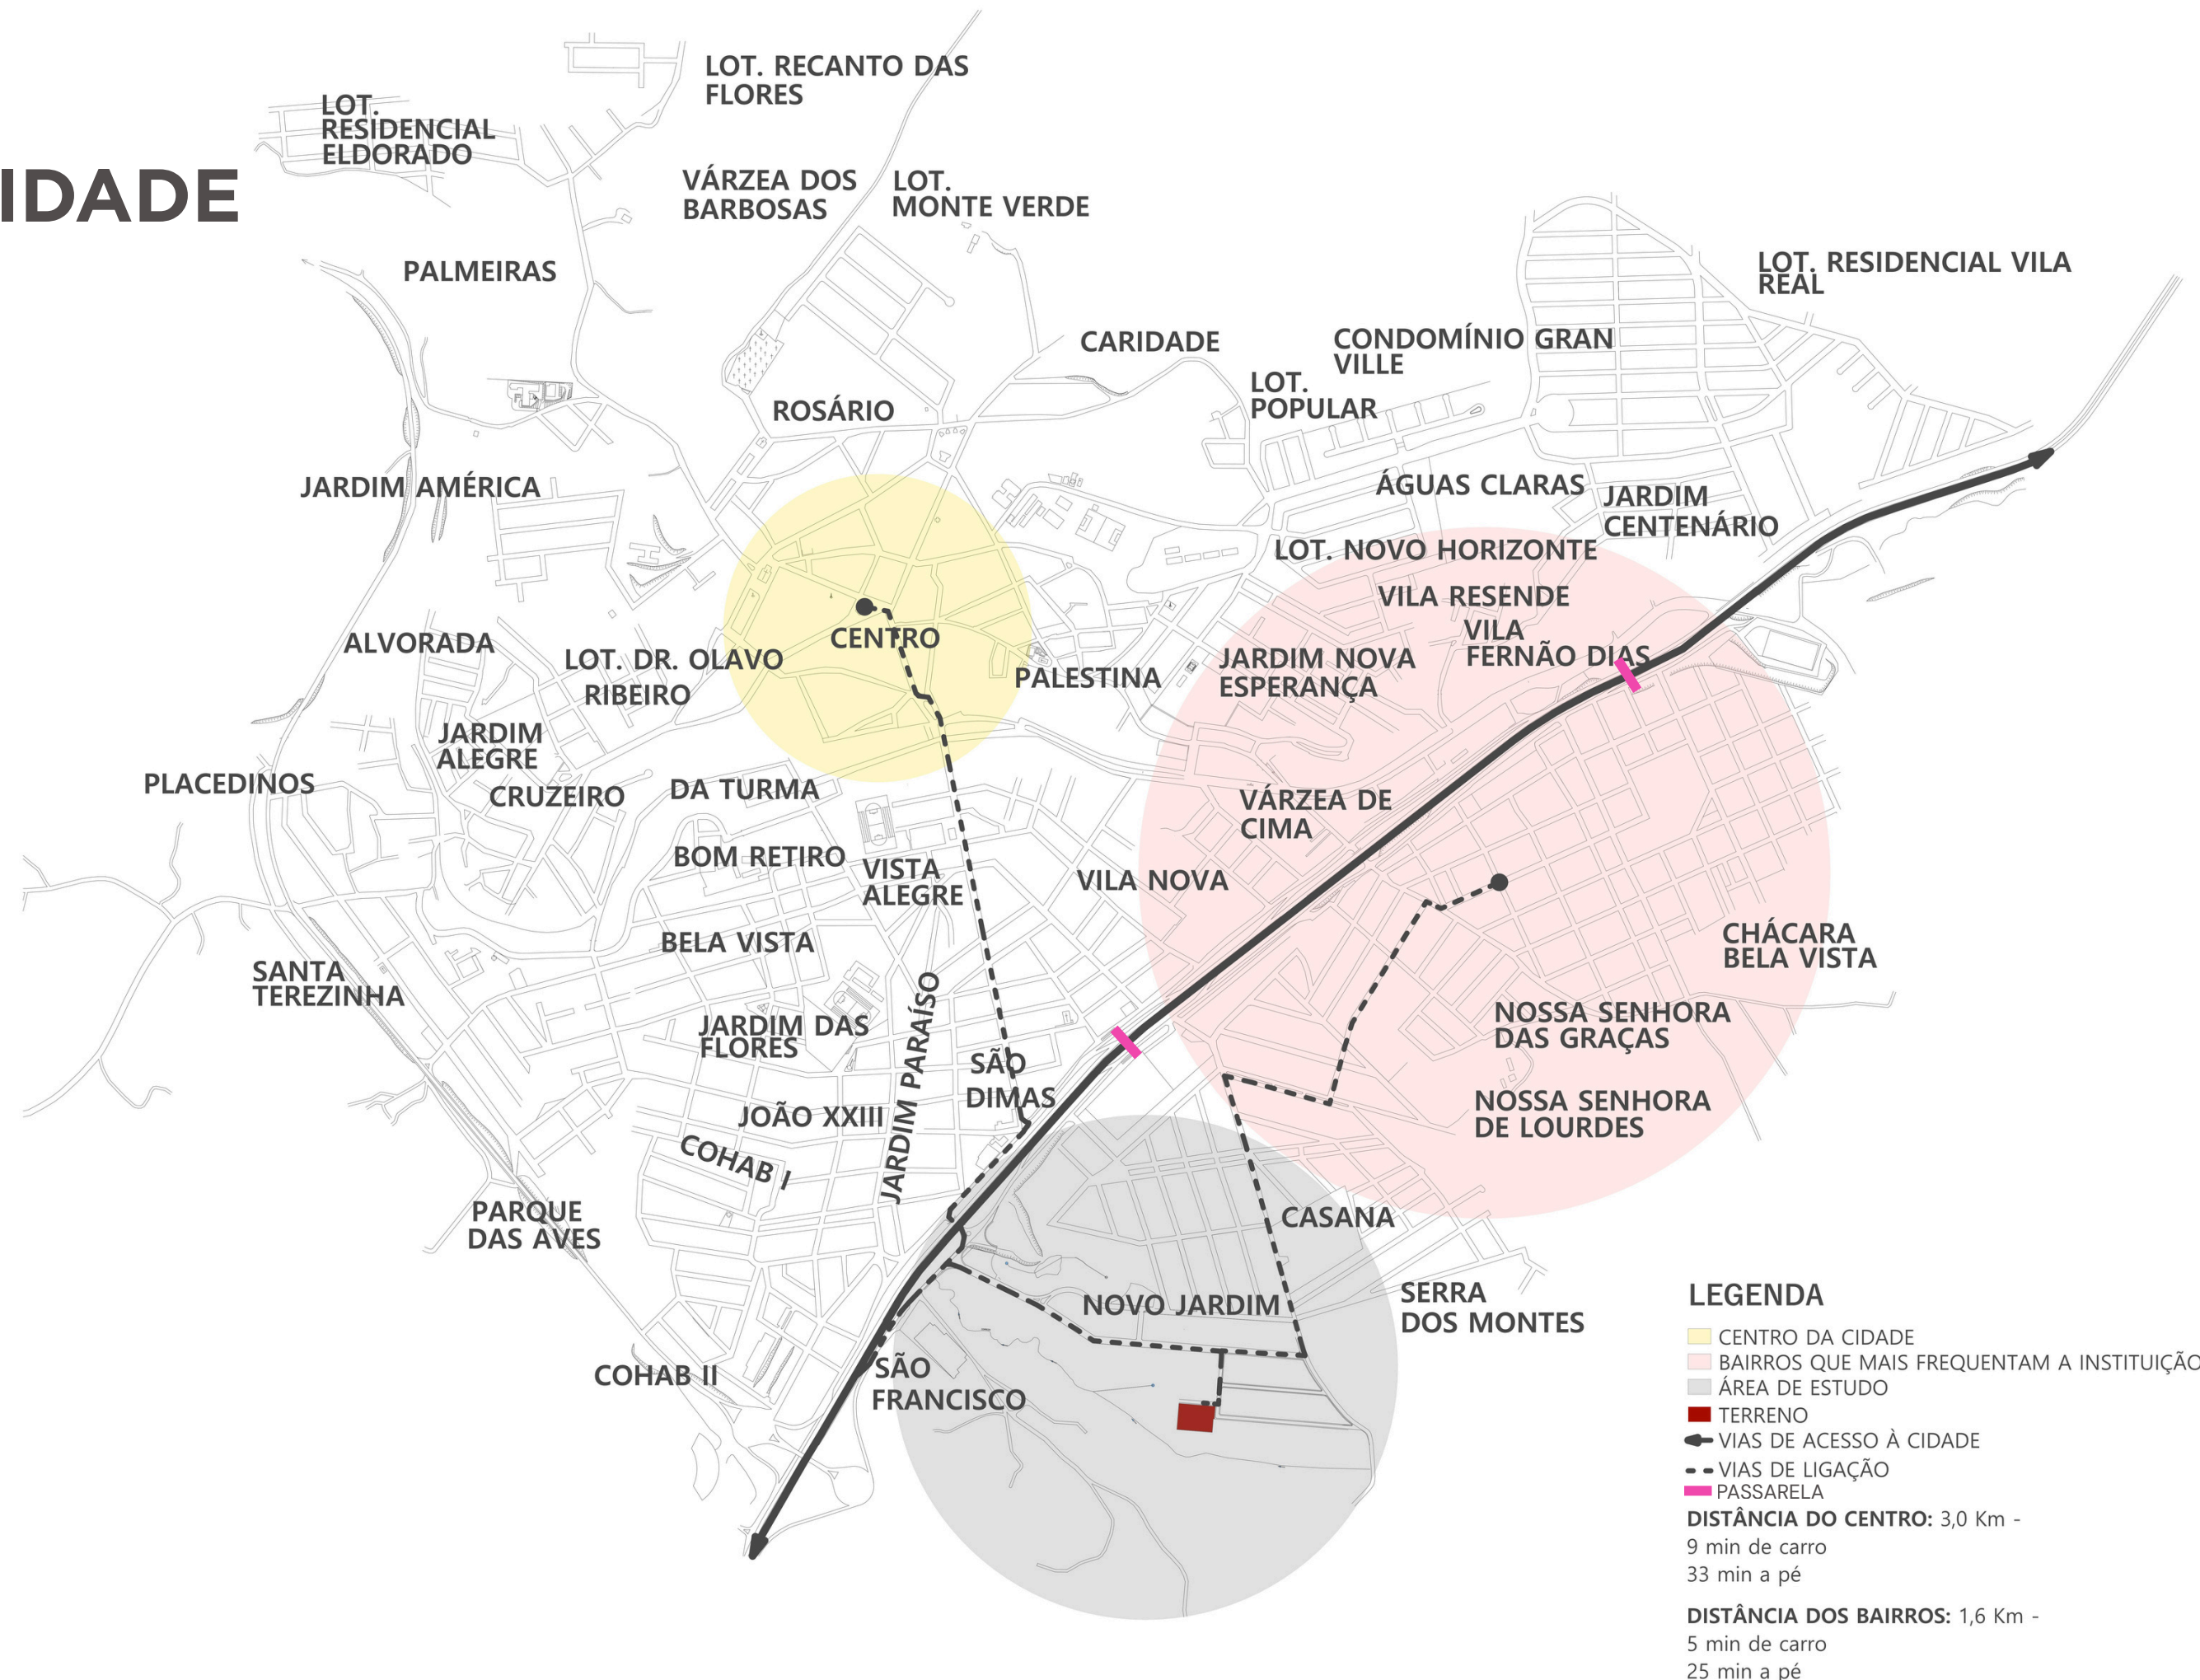 IDADE
LOT. RECANTO DAS
FLORES
LOT.
RESIDENCIAL
ELDORADO
VÁRZEA DOS
BARBOSAS
LOT.
MONTE VERDE
PALMEIRAS
LOT. RESIDENCIAL VILA
REAL
CARIDADE
CONDOMÍNIO GRAN
VILLE
LOT.
POPULAR
ROSÁRIO
JARDIM AMÉRICA
ÁGUAS CLARAS
JARDIM
CENTENÁRIO
LOT. NOVO HORIZONTE
VILA RESENDE
VILA
FERNÃO DIAS
CENTRO
ALVORADA
LOT. DR. OLAVO
RIBEIRO
PALESTINA
JARDIM NOVA
ESPERANÇA
JARDIM
ALEGRE
PLACEDINOS
CRUZEIRO
DA TURMA
VÁRZEA DE
CIMA
BOM RETIRO
VISTA
ALEGRE
VILA NOVA
BELA VISTA
CHÁCARA
BELA VISTA
SANTA
TEREZINHA
JARDIM DAS
FLORES
JARDIM PARAÍSO
NOSSA SENHORA
DAS GRAÇAS
SÃO
DIMAS
JOÃO XXIII
NOSSA SENHORA
DE LOURDES
COHAB I
PARQUE
DAS AVES
CASANA
NOVO JARDIM
SERRA
DOS MONTES
COHAB II
SÃO
FRANCISCO
LEGENDA
CENTRO DA CIDADE
BAIRROS QUE MAIS FREQUENTAM A INSTITUIÇÃO
ÁREA DE ESTUDO
TERRENO
VIAS DE ACESSO À CIDADE
VIAS DE LIGAÇÃO
PASSARELA
DISTÂNCIA DO CENTRO: 3,0 Km -
9 min de carro
33 min a pé
DISTÂNCIA DOS BAIRROS: 1,6 Km -
5 min de carro
25 min a pé